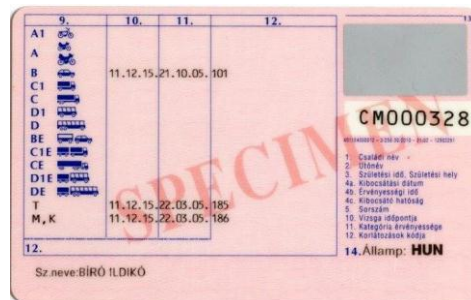 9. 10. 11. 12. 13
A1
A
B 11.12.15. 21.10.05. 101
C1
C
D1
D
BE
C1E
CE
D1E
DE
T 11.12.15. 22.03.05. 185
M,K 11.12.15. 22.03.05. 186
12.
Sz.neve:BÍRÓ ILDIKÓ
SPECIMEN
CM000328
1. Családi név -
2. Utónév
3. Születési idő, Születési hely
4a. Kibocsátási dátum
4b. Érvényességi idő
4c. Kibocsátó hatóság
5. Sorszám
10. Vizsga időpontja
11. Kategória érvényessége
12. Korlátozások kódja
14. Állampː HUN